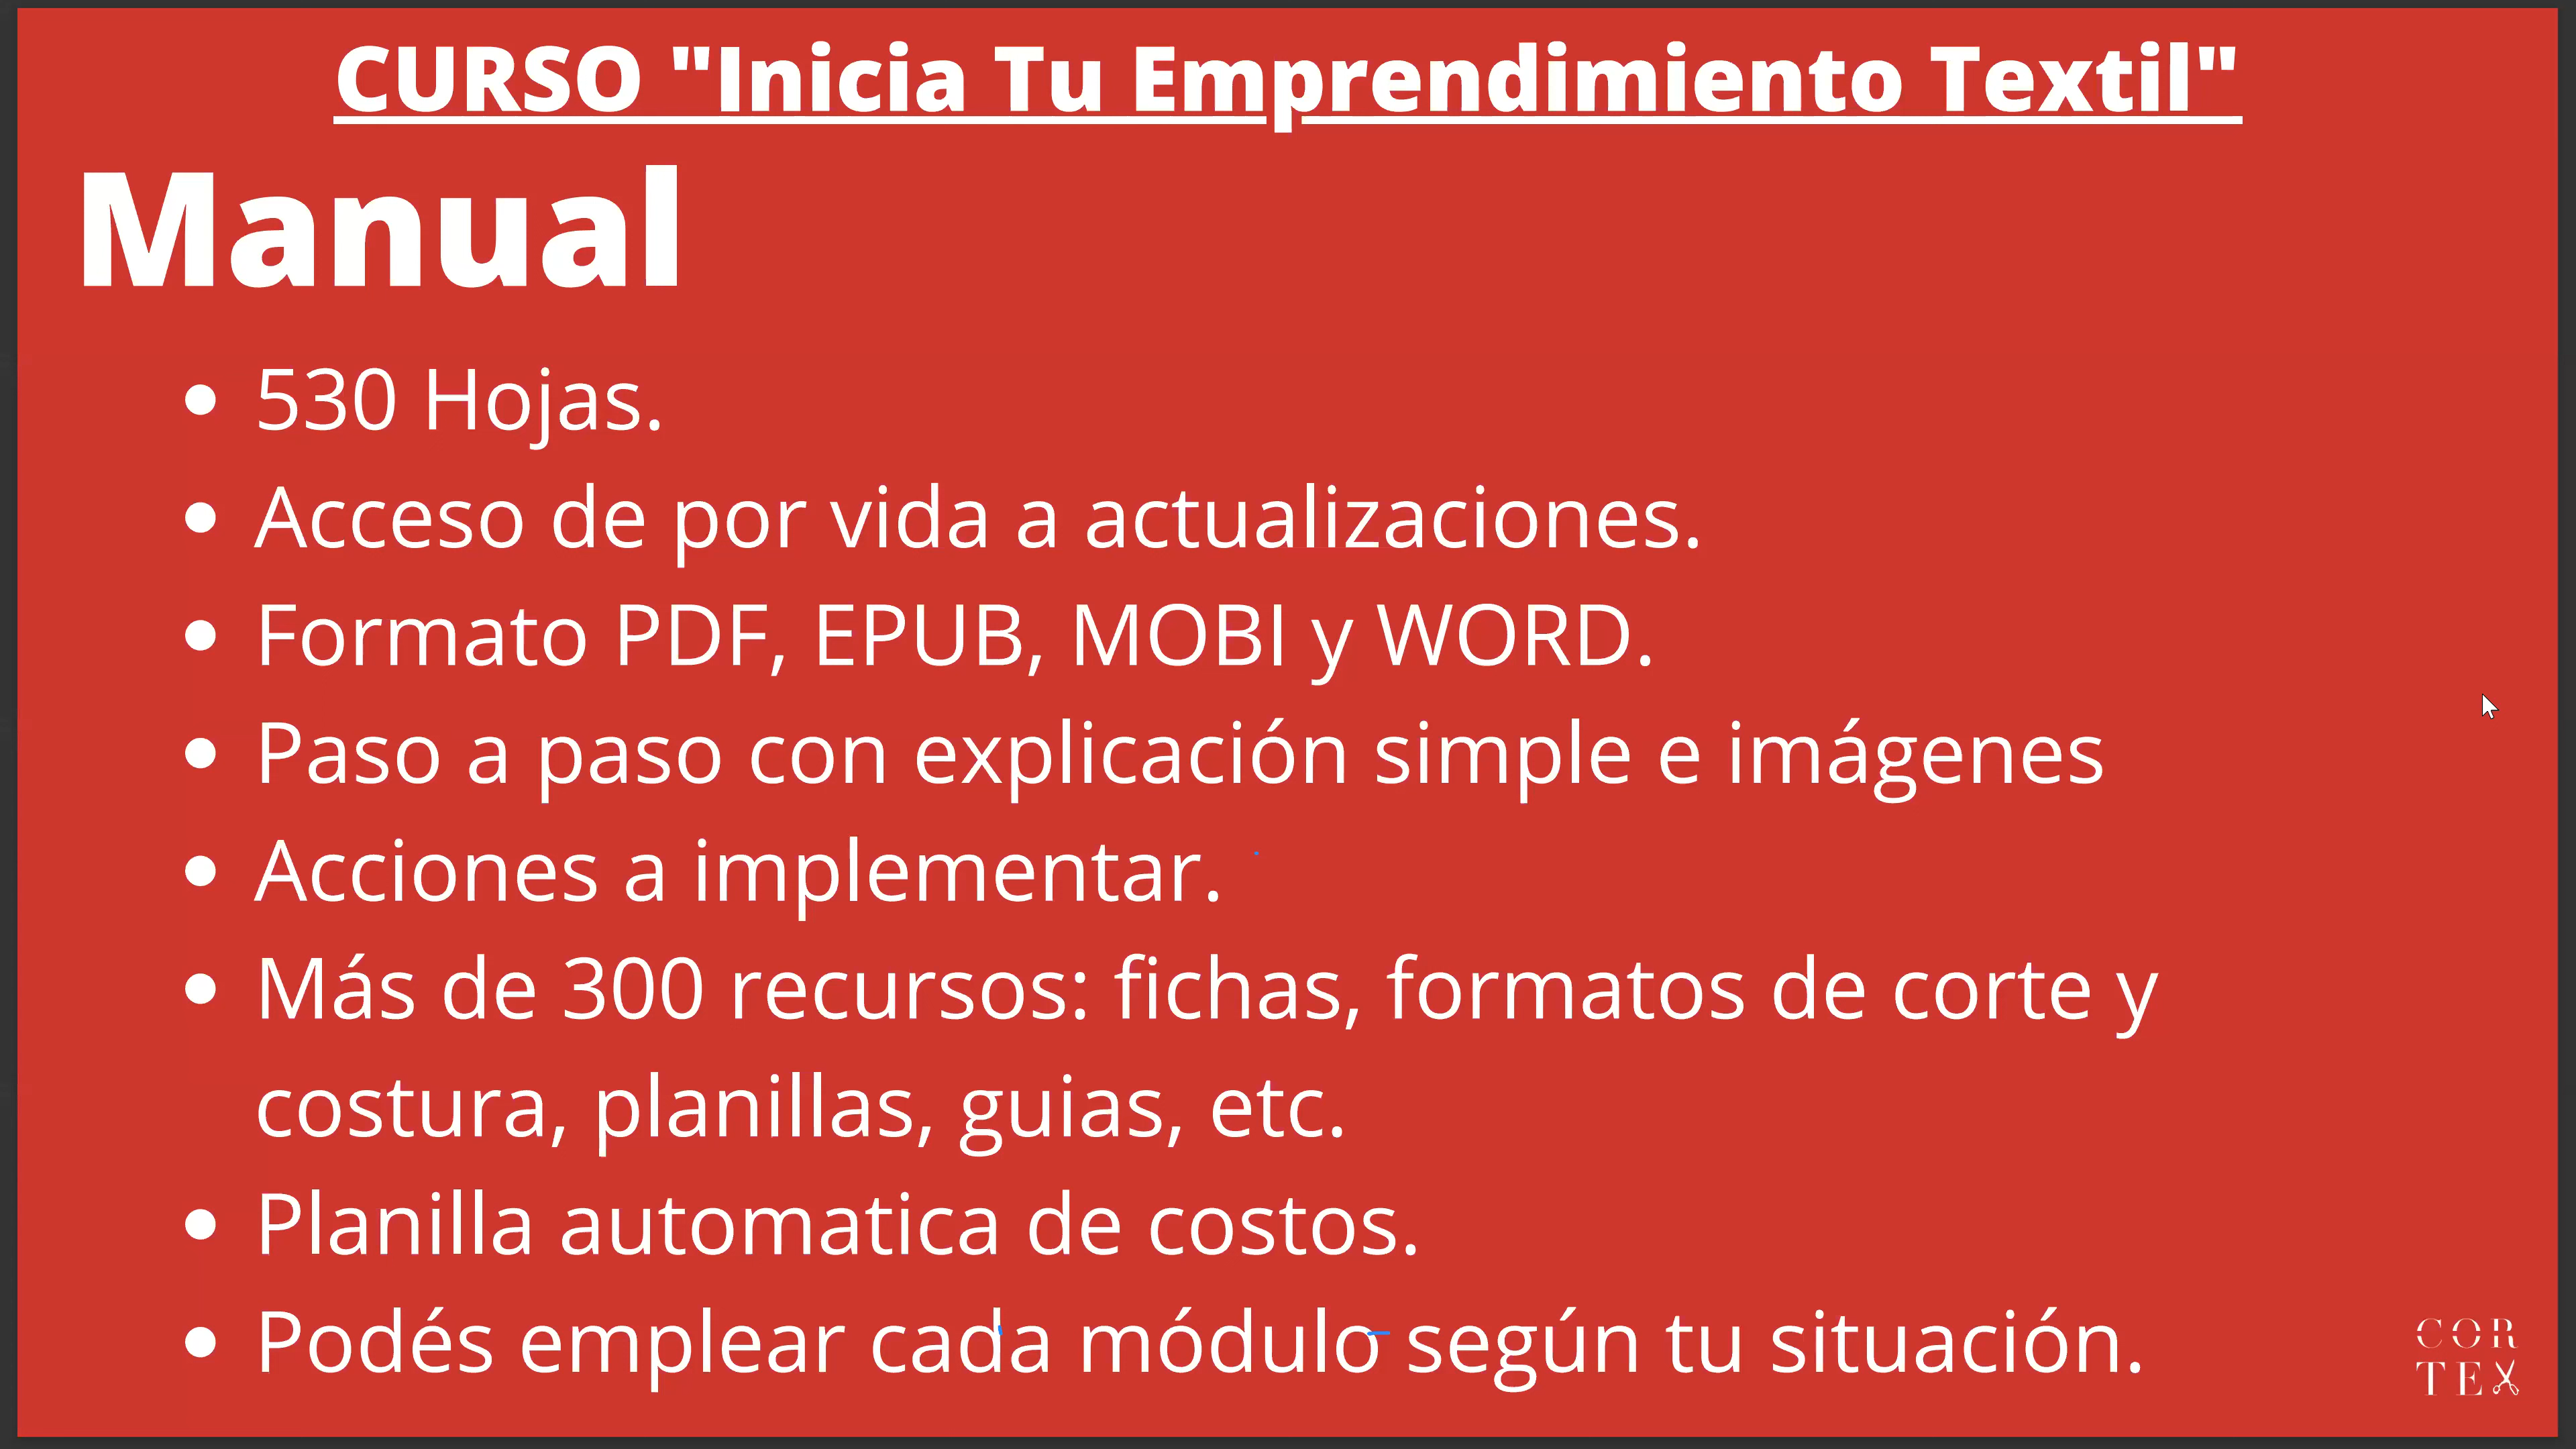 CURSO "Inicia Tu Emprendimiento Textil"
Manual
• 530 Hojas.
• Acceso de por vida a actualizaciones.
• Formato PDF, EPUB, MOBI y WORD.
• Paso a paso con explicación simple e imágenes
• Acciones a implementar.
• Más de 300 recursos: fichas, formatos de corte y
costura, planillas, guias, etc.
• Planilla automatica de costos.
• Podés emplear cada módulo según tu situación.
COR
TEX